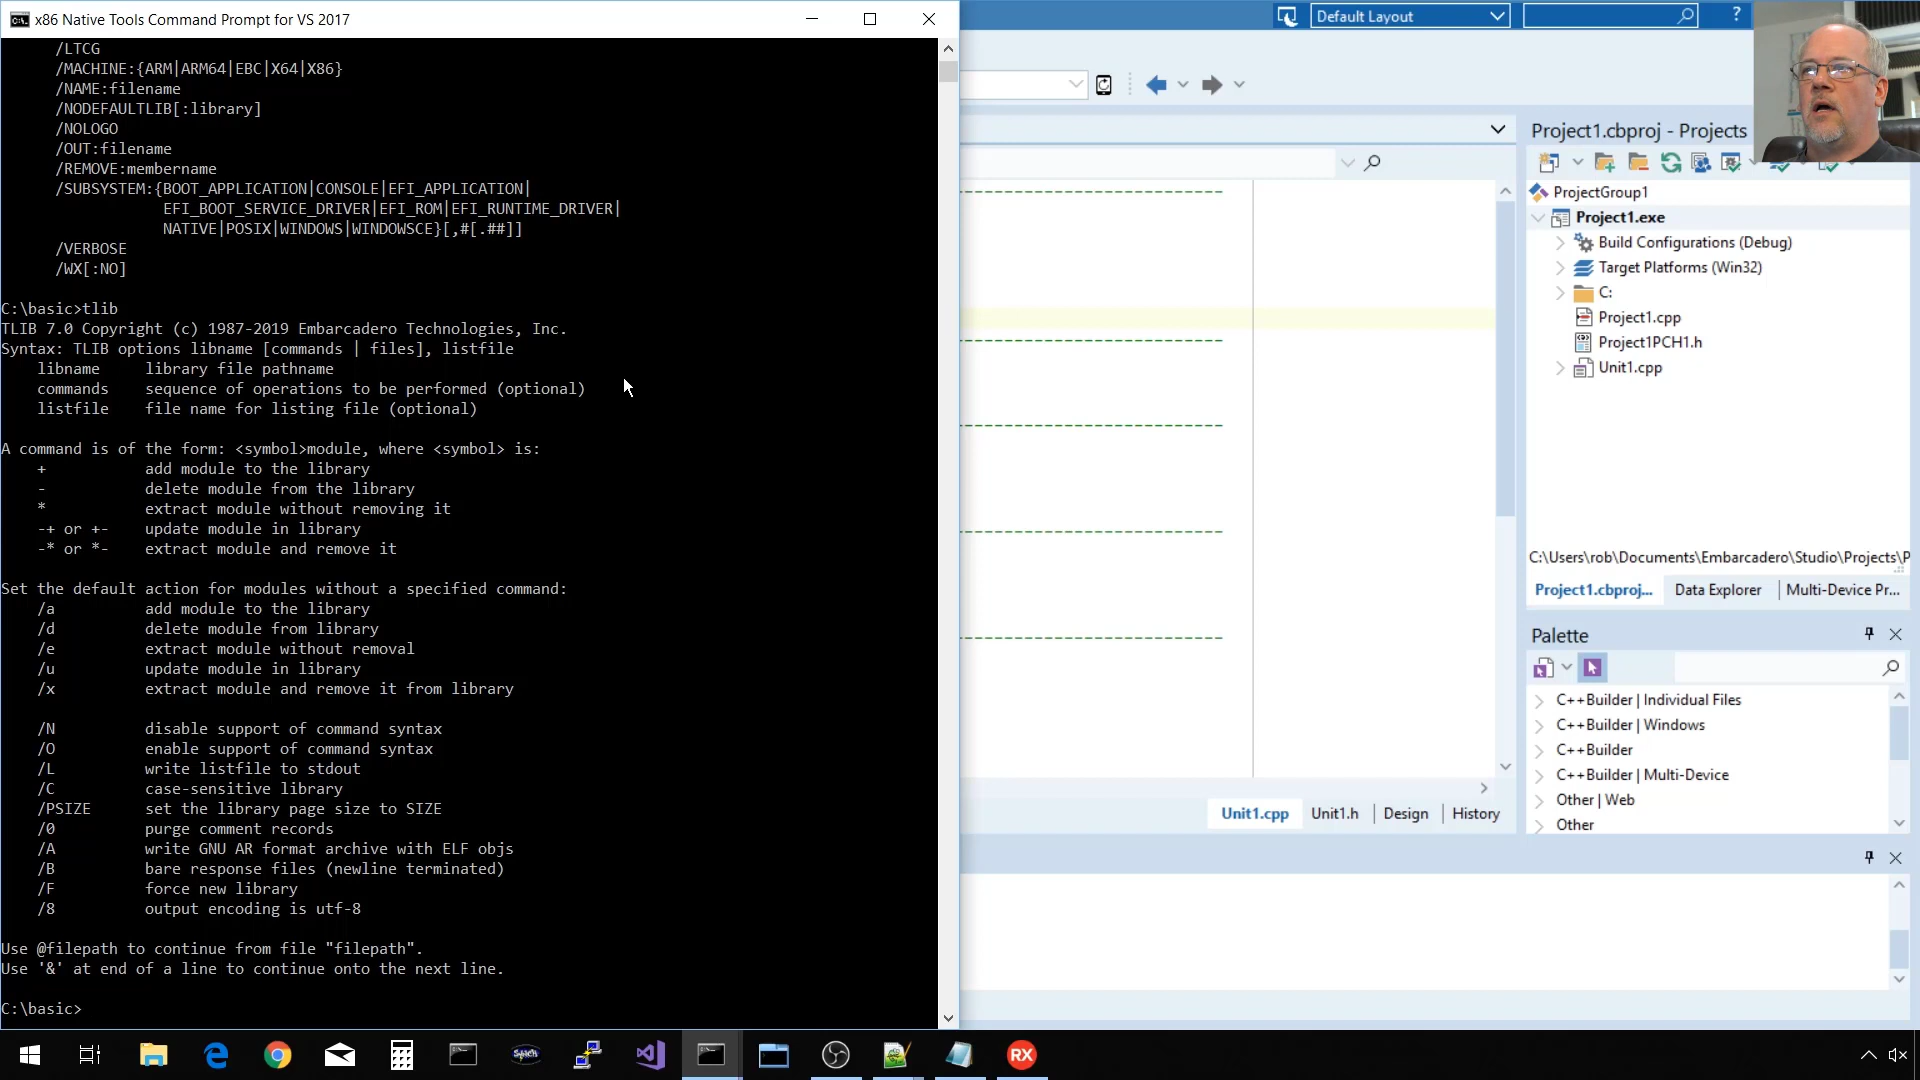 x86 Native Tools Command Prompt for VS 2017
/LTCG
/MACHINE:{ARM|ARM64|EBC|X64|X86}
/NAME:filename
/NODEFAULTLIB[:library]
/NOLOGO
/OUT:filename
/REMOVE:membername
/SUBSYSTEM:{BOOT_APPLICATION|CONSOLE|EFI_APPLICATION|
EFI_BOOT_SERVICE_DRIVER|EFI_ROM|EFI_RUNTIME_DRIVER|
NATIVE|POSIX|WINDOWS|WINDOWSCE}[,#[.##]]
/VERBOSE
/WX[:NO]
C:\basic>tlib
TLIB 7.0 Copyright (c) 1987-2019 Embarcadero Technologies, Inc.
Syntax: TLIB options libname [commands | files], listfile
libname library file pathname
commands sequence of operations to be performed (optional)
listfile file name for listing file (optional)
A command is of the form: <symbol>module, where <symbol> is:
+ add module to the library
- delete module from the library
* extract module without removing it
-+ or +- update module in library
-* or *- extract module and remove it
Set the default action for modules without a specified command:
/a add module to the library
/d delete module from library
/e extract module without removal
/u update module in library
/x extract module and remove it from library
/N disable support of command syntax
/O enable support of command syntax
/L write listfile to stdout
/C case-sensitive library
/PSIZE set the library page size to SIZE
/0 purge comment records
/A write GNU AR format archive with ELF objs
/B bare response files (newline terminated)
/F force new library
/8 output encoding is utf-8
Use @filepath to continue from file "filepath".
Use '&' at end of a line to continue onto the next line.
C:\basic>
Default Layout
?
Project1.cbproj - Projects
ProjectGroup1
Project1.exe
Build Configurations (Debug)
Target Platforms (Win32)
C:
Project1.cpp
Project1PCH1.h
Unit1.cpp
C:\Users\rob\Documents\Embarcadero\Studio\Projects\P
Project1.cbproj... Data Explorer Multi-Device Pr...
Palette
C++Builder | Individual Files
C++Builder | Windows
C++Builder
C++Builder | Multi-Device
Other | Web
Other
Unit1.cpp Unit1.h Design History
RX